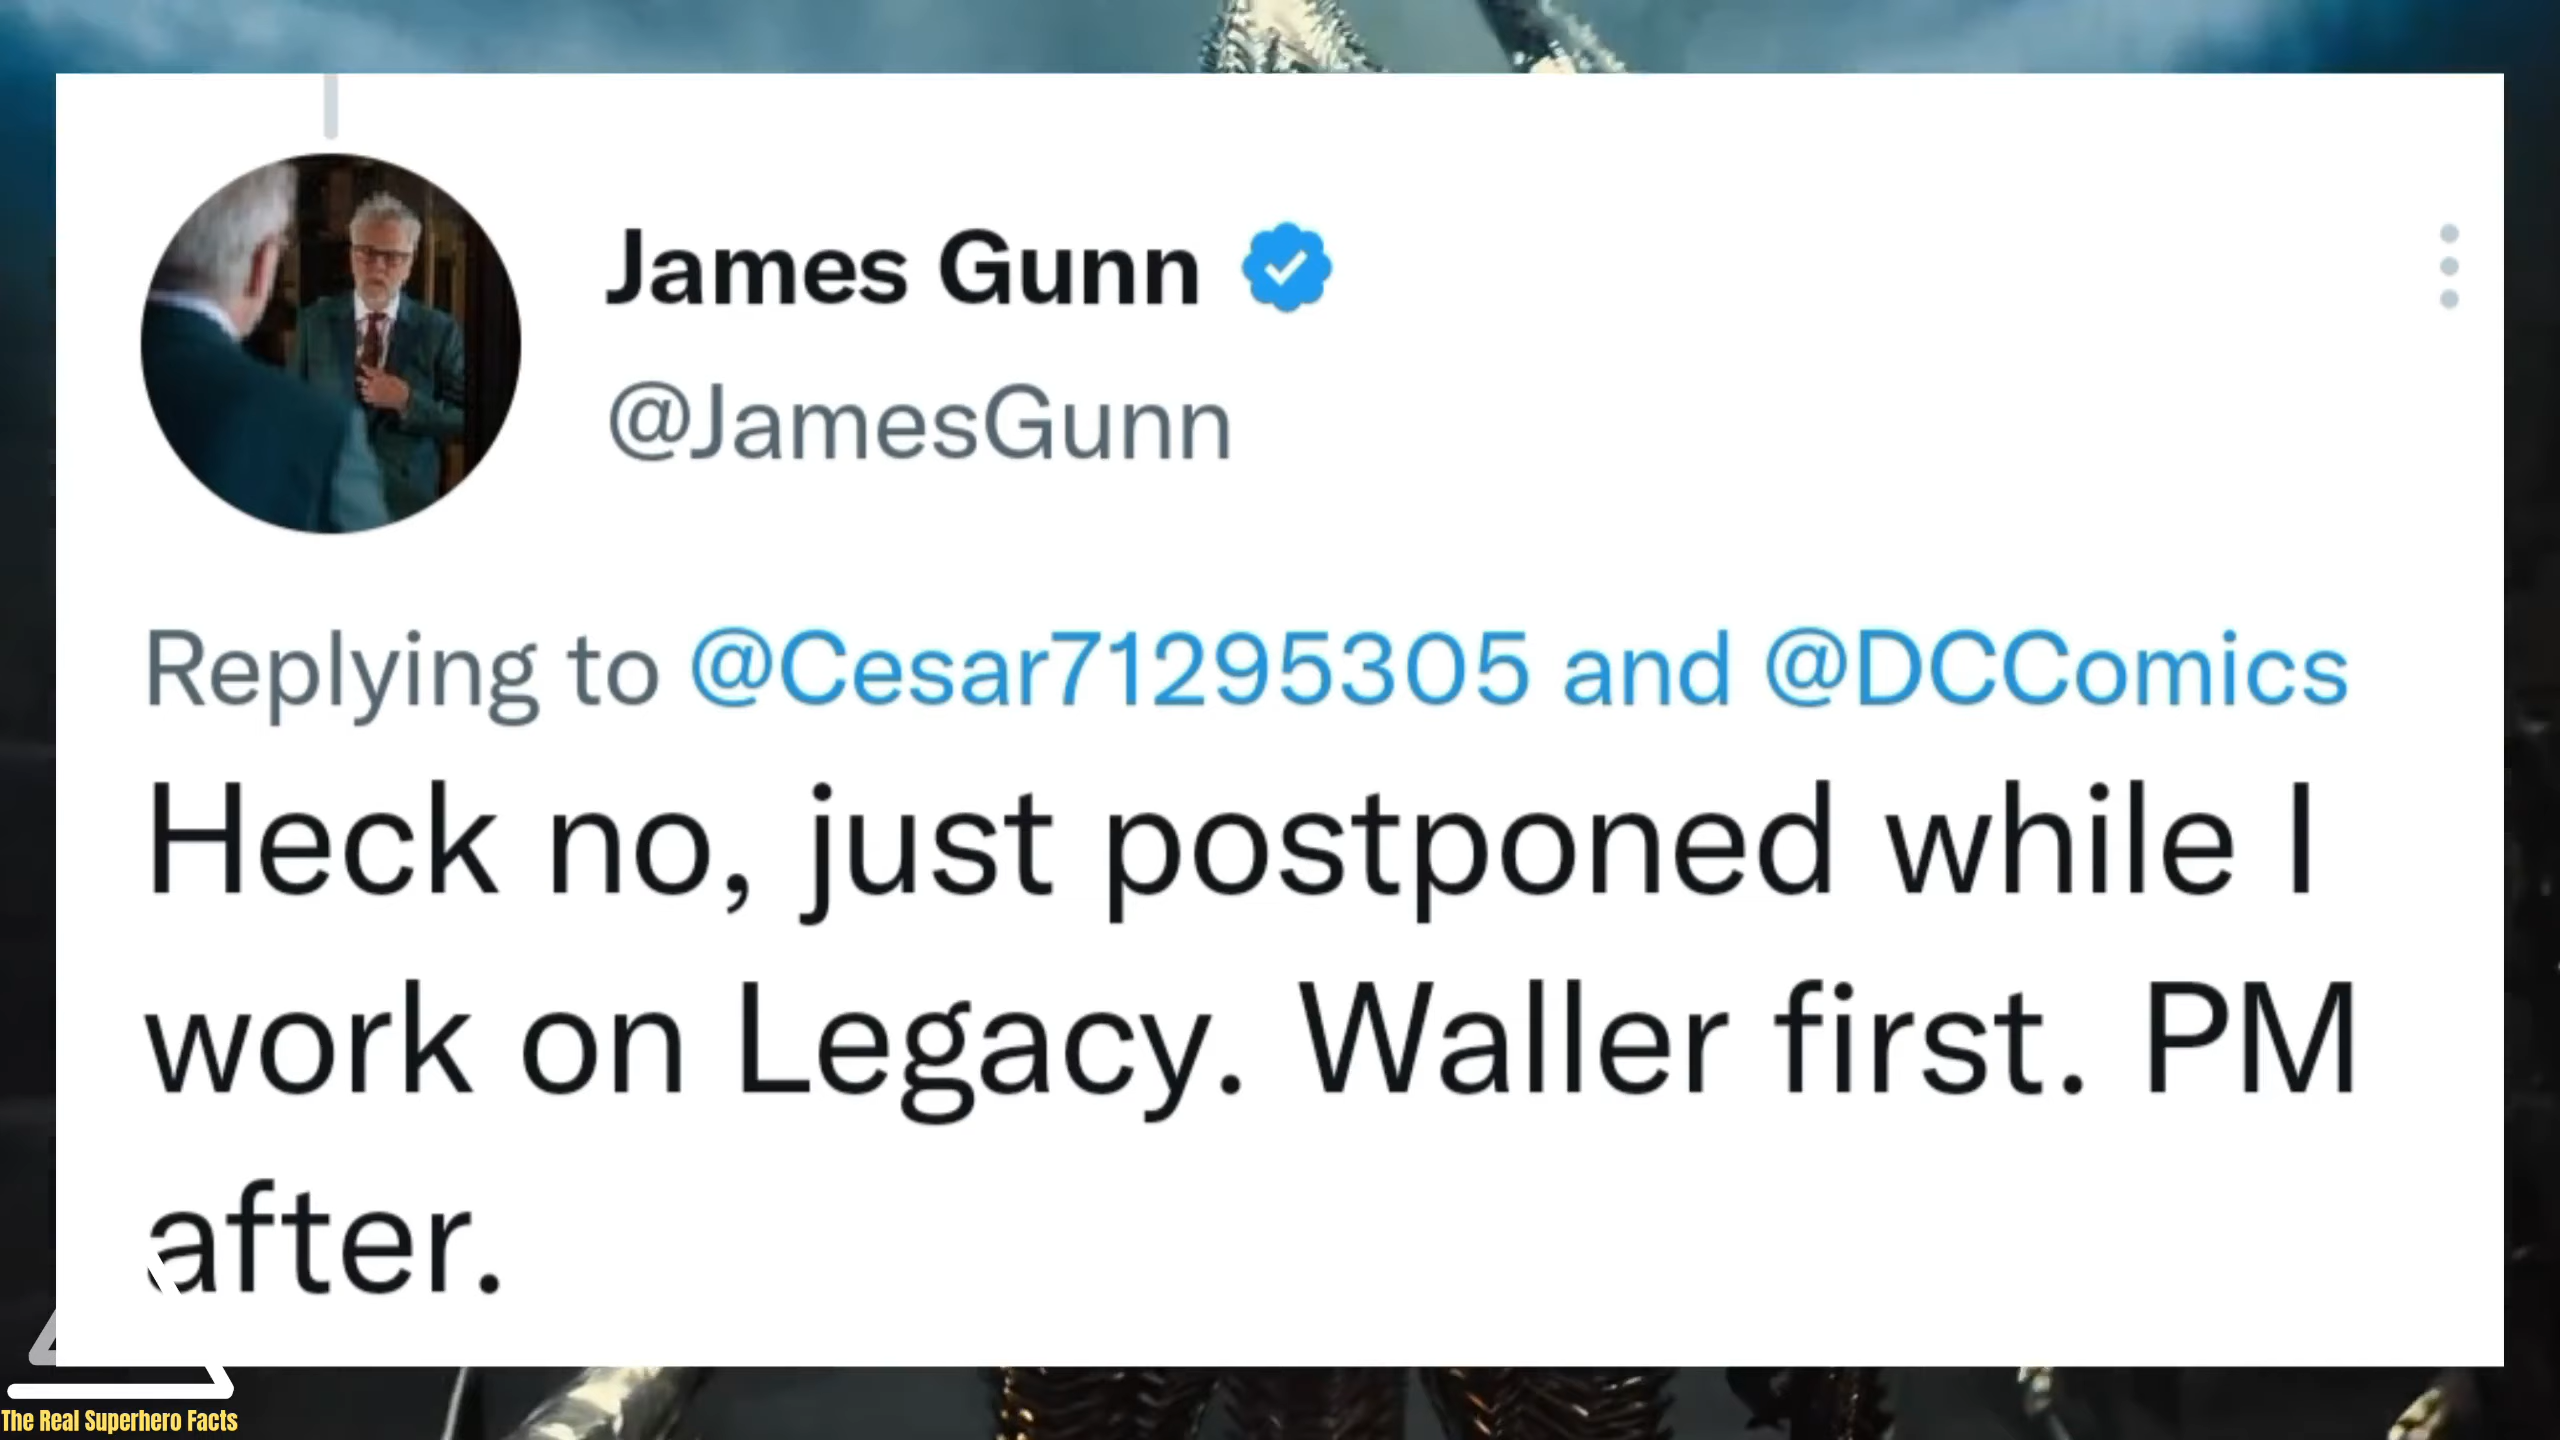 James Gunn
@JamesGunn
Replying to @Cesar71295305 and @DCComics
Heck no, just postponed while I
work on Legacy. Waller first. PM
after.
The Real Superhero Facts